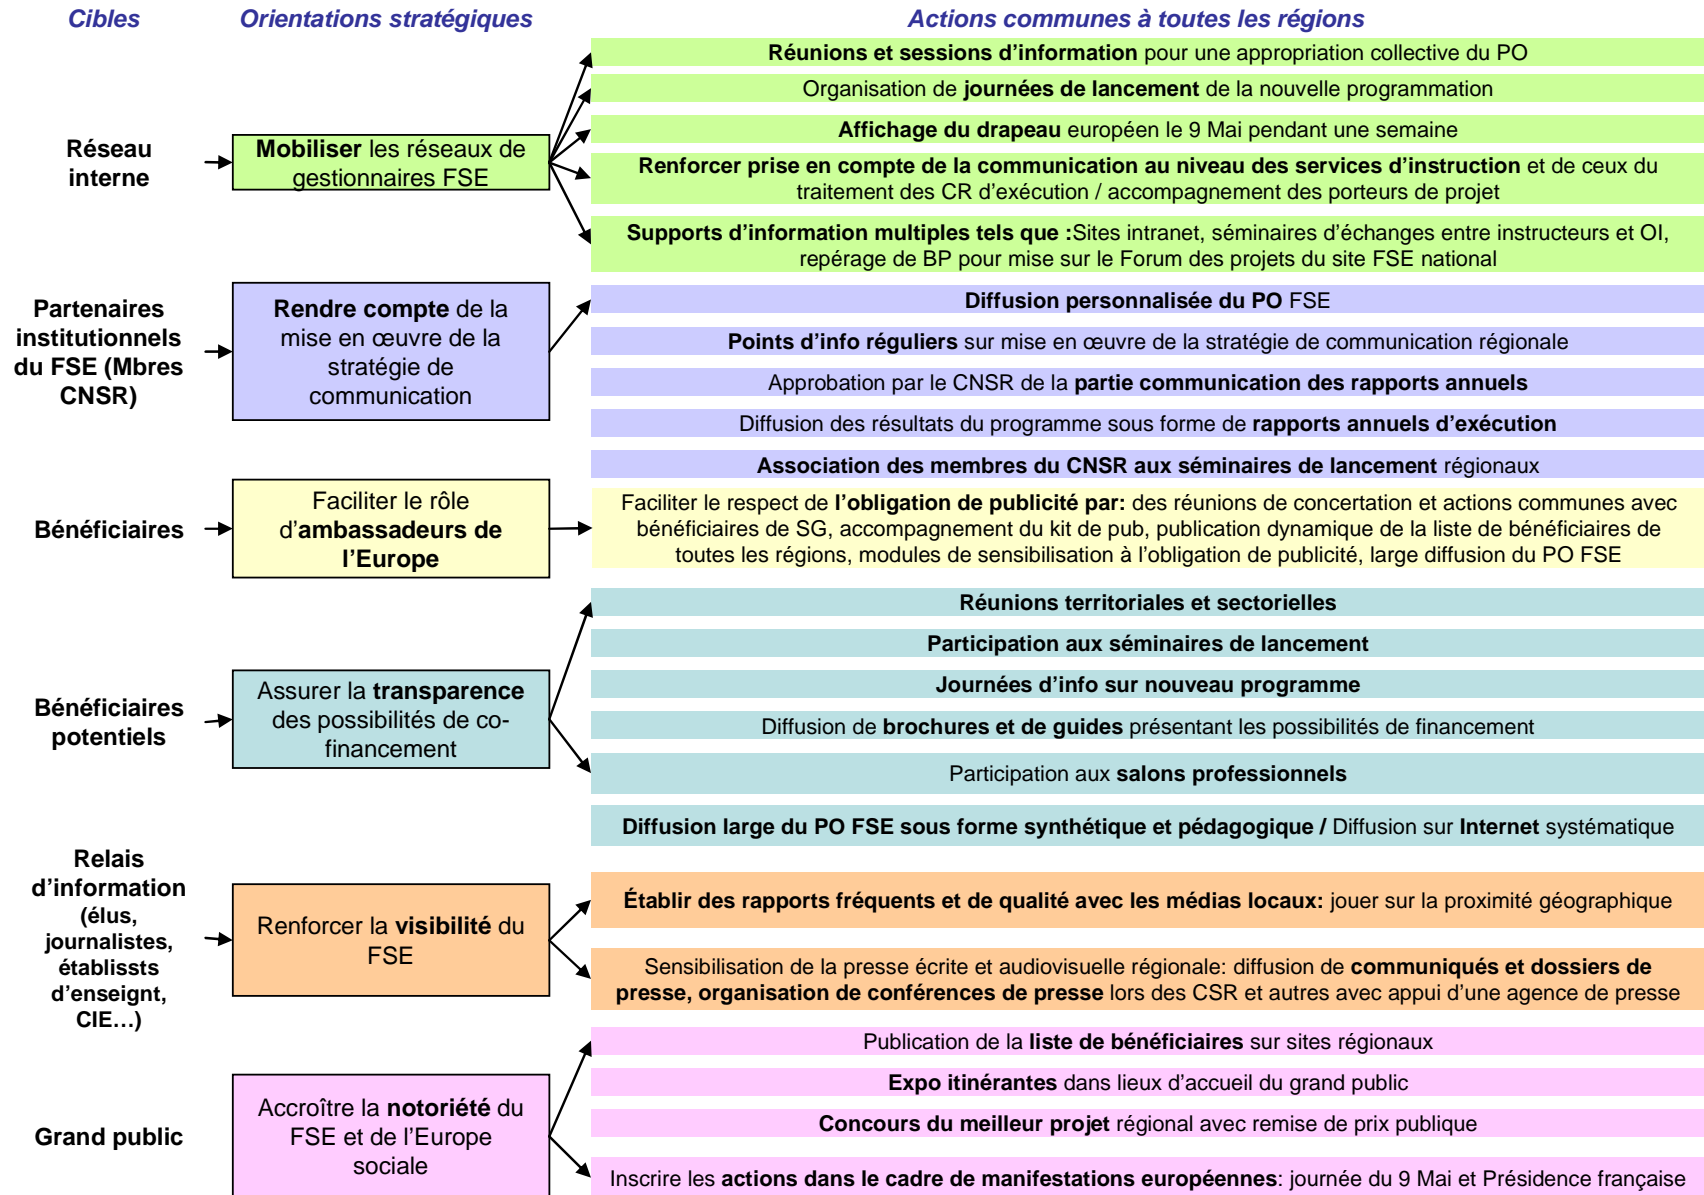 Cibles
Orientations stratégiques
Actions communes à toutes les régions
Réseau
interne
Mobiliser les réseaux de
gestionnaires FSE
Réunions et sessions d’information pour une appropriation collective du PO
Organisation de journées de lancement de la nouvelle programmation
Affichage du drapeau européen le 9 Mai pendant une semaine
Renforcer prise en compte de la communication au niveau des services d’instruction et de ceux du
traitement des CR d’exécution / accompagnement des porteurs de projet
Supports d’information multiples tels que :Sites intranet, séminaires d’échanges entre instructeurs et OI,
repérage de BP pour mise sur le Forum des projets du site FSE national
Partenaires
institutionnels
du FSE (Mbres
CNSR)
Rendre compte de la
mise en œuvre de la
stratégie de
communication
Diffusion personnalisée du PO FSE
Points d’info réguliers sur mise en œuvre de la stratégie de communication régionale
Approbation par le CNSR de la partie communication des rapports annuels
Diffusion des résultats du programme sous forme de rapports annuels d’exécution
Association des membres du CNSR aux séminaires de lancement régionaux
Bénéficiaires
Faciliter le rôle
d’ambassadeurs de
l’Europe
Faciliter le respect de l’obligation de publicité par: des réunions de concertation et actions communes avec
bénéficiaires de SG, accompagnement du kit de pub, publication dynamique de la liste de bénéficiaires de
toutes les régions, modules de sensibilisation à l’obligation de publicité, large diffusion du PO FSE
Bénéficiaires
potentiels
Assurer la transparence
des possibilités de co-
financement
Réunions territoriales et sectorielles
Participation aux séminaires de lancement
Journées d’info sur nouveau programme
Diffusion de brochures et de guides présentant les possibilités de financement
Participation aux salons professionnels
Diffusion large du PO FSE sous forme synthétique et pédagogique / Diffusion sur Internet systématique
Relais
d’information
(élus,
journalistes,
établissts
d’enseignt,
CIE…)
Renforcer la visibilité du
FSE
Établir des rapports fréquents et de qualité avec les médias locaux: jouer sur la proximité géographique
Sensibilisation de la presse écrite et audiovisuelle régionale: diffusion de communiqués et dossiers de
presse, organisation de conférences de presse lors des CSR et autres avec appui d’une agence de presse
Grand public
Accroître la notoriété du
FSE et de l’Europe
sociale
Publication de la liste de bénéficiaires sur sites régionaux
Expo itinérantes dans lieux d’accueil du grand public
Concours du meilleur projet régional avec remise de prix publique
Inscrire les actions dans le cadre de manifestations européennes: journée du 9 Mai et Présidence française